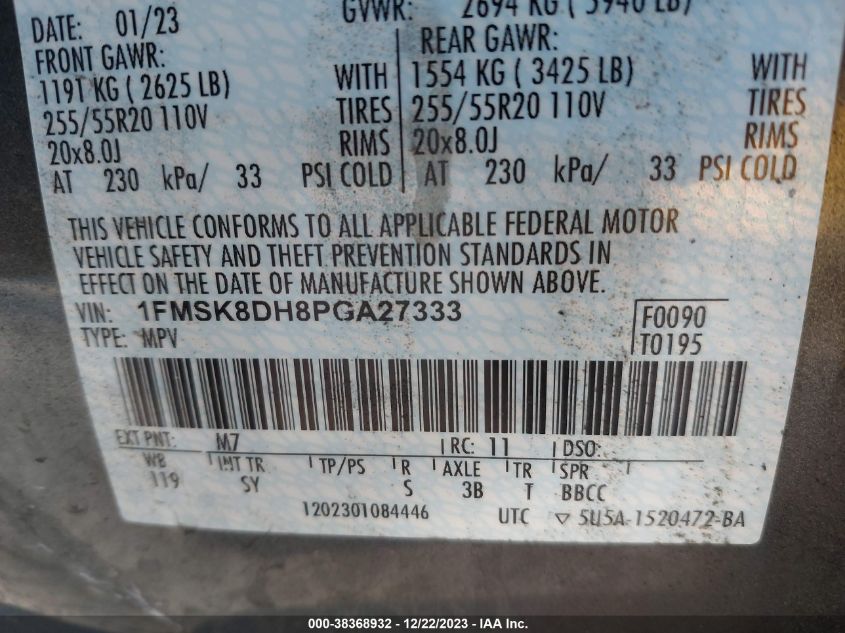 DATE: 01/23 GVWR: 2694 KG ( 5940 LB)
FRONT GAWR: REAR GAWR:
1191 KG ( 2625 LB) WITH 1554 KG ( 3425 LB) WITH
255/55R20 110V TIRES 255/55R20 110V TIRES
20x8.0J RIMS 20x8.0J RIMS
AT 230 kPa/ 33 PSI COLD AT 230 kPa/ 33 PSI COLD
THIS VEHICLE CONFORMS TO ALL APPLICABLE FEDERAL MOTOR
VEHICLE SAFETY AND THEFT PREVENTION STANDARDS IN
EFFECT ON THE DATE OF MANUFACTURE SHOWN ABOVE.
VIN: 1FMSK8DH8PGA27333 F0090
TYPE: MPV T0195
EXT PNT: M7 RC: 11 DSO:
WB INT TR TP/PS R AXLE TR SPR
119 SY S 3B T BBCC
1202301084446 UTC ▽ 5U5A-1520472-BA
000-38368932 - 12/22/2023 - IAA Inc.